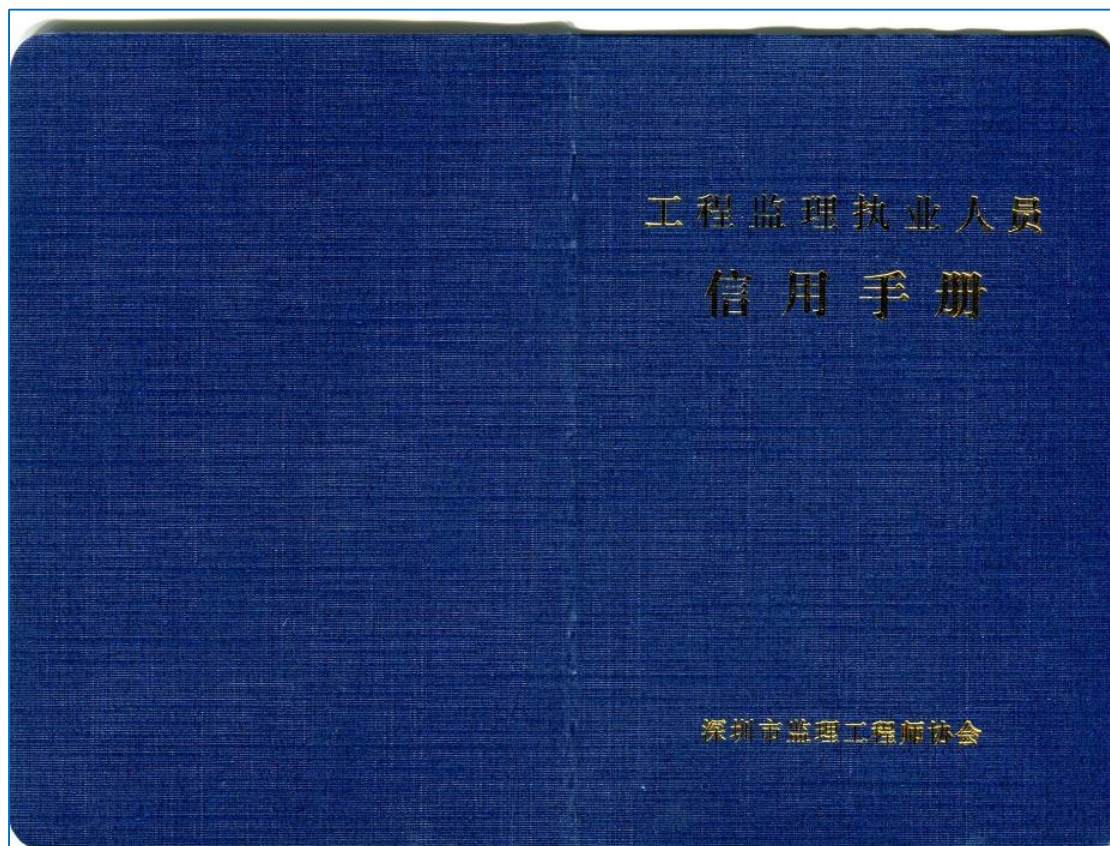 工程监理执业人员
信用手册
深圳市监理工程师协会